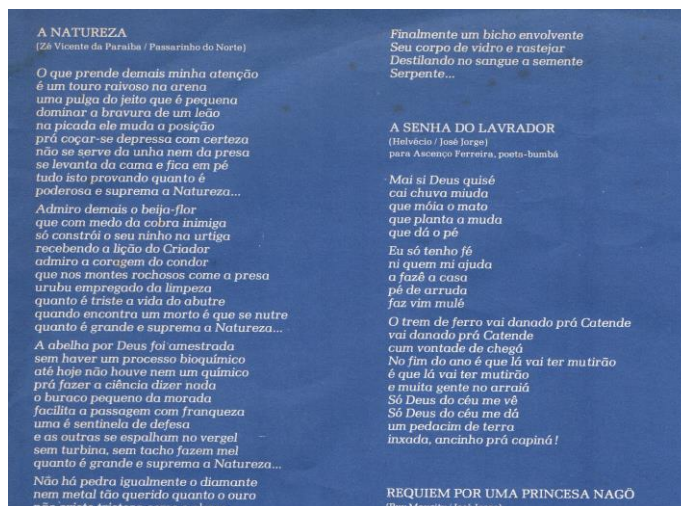 A NATUREZA
(Zé Vicente da Paraíba / Passarinho do Norte)
O que prende demais minha atenção
é um touro raivoso na arena
uma pulga do jeito que é pequena
dominar a bravura de um leão
na picada ele muda a posição
prá coçar-se depressa com certeza
não se serve da unha nem da presa
se levanta da cama e fica em pé
tudo isto provando quanto é
poderosa e suprema a Natureza...
Admiro demais o beija-flor
que com medo da cobra inimiga
só constrói o seu ninho na urtiga
recebendo a lição do Criador
admiro a coragem do condor
que nos montes rochosos come a presa
urubu empregado da limpeza
quanto é triste a vida do abutre
quando encontra um morto é que se nutre
quanto é grande e suprema a Natureza...
A abelha por Deus foi amestrada
sem haver um processo bioquímico
até hoje não houve nem um químico
prá fazer a ciência dizer nada
o buraco pequeno da morada
facilita a passagem com franqueza
uma é sentinela de defesa
e as outras se espalham no vergel
sem turbina, sem tacho fazem mel
quanto é grande e suprema a Natureza...
Não há pedra igualmente o diamante
nem metal tão querido quanto o ouro
Finalmente um bicho envolvente
Seu corpo de vidro e rastejar
Destilando no sangue a semente
Serpente...
A SENHA DO LAVRADOR
(Helvécio / José Jorge)
para Ascenço Ferreira, poeta-bumbá
Mai si Deus quisé
cai chuva miuda
que móia o mato
que planta a muda
que dá o pé
Eu só tenho fé
ni quem mi ajuda
a fazê a casa
pé de arruda
faz vim mulé
O trem de ferro vai danado prá Catende
vai danado prá Catende
cum vontade de chegá
No fim do ano é que lá vai ter mutirão
é que lá vai ter mutirão
e muita gente no arraiá
Só Deus do céu me vê
Só Deus do céu me dá
um pedacim de terra
inxada, ancinho prá capiná!
REQUIEM POR UMA PRINCESA NAGÔ